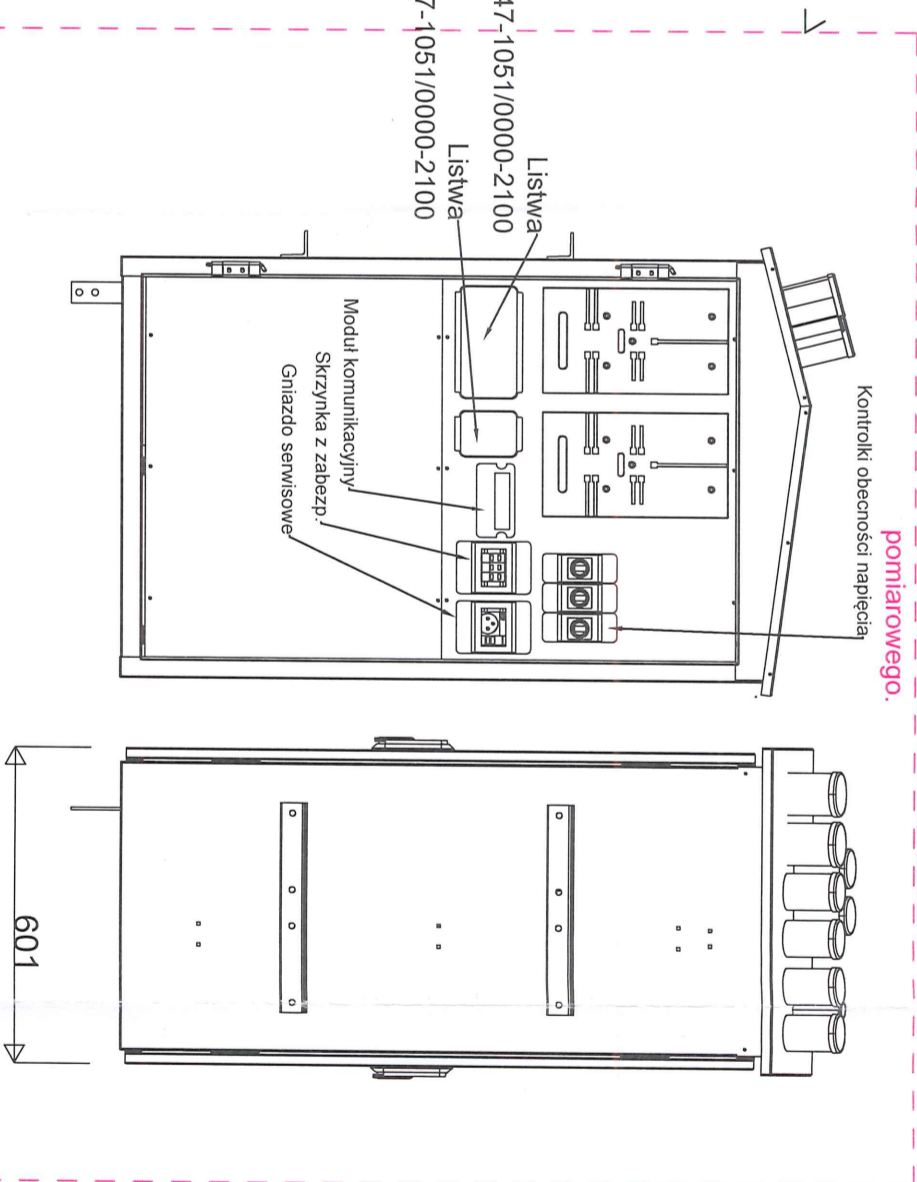 pomiarowego.
Kontrolki obecności napięcia
Listwa
47-1051/0000-2100
Listwa
7-1051/0000-2100
Moduł komunikacyjny
Skrzynka z zabezp.
Gniazdo serwisowe
601